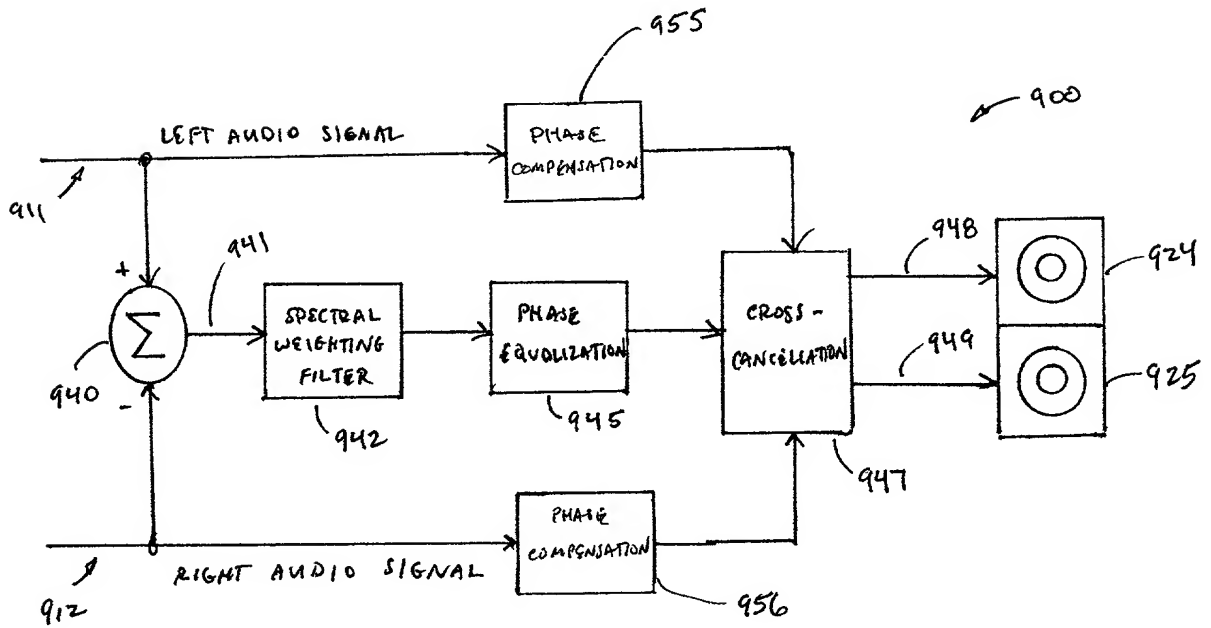 955
900
PHASE
COMPENSATION
LEFT AUDIO SIGNAL
911
941
948
924
+
Σ
SPECTRAL
WEIGHTING
FILTER
PHASE
EQUALIZATION
CROSS-
CANCELLATION
949
925
940
-
942
945
947
PHASE
COMPENSATION
912
RIGHT AUDIO SIGNAL
956